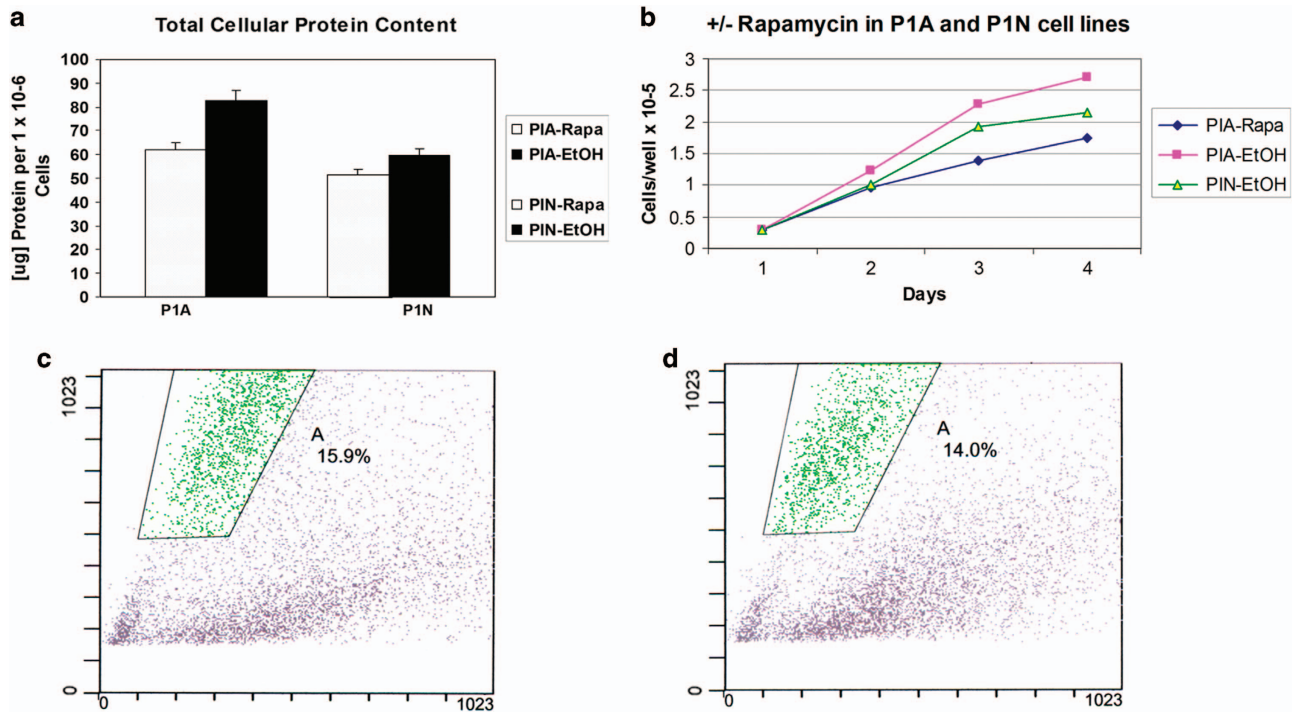 a
Total Cellular Protein Content
[ug] Protein per 1 x 10-6
Cells
100
90
80
70
60
50
40
30
20
10
0
P1A
P1N
PIA-Rapa
PIA-EtOH
PIN-Rapa
PIN-EtOH
b
+/- Rapamycin in P1A and P1N cell lines
Cells/well x 10-5
3
2.5
2
1.5
1
0.5
0
1 2 3 4
Days
PIA-Rapa
PIA-EtOH
PIN-EtOH
c
1023
A
15.9%
0
0 1023
d
1023
A
14.0%
0
0 1023